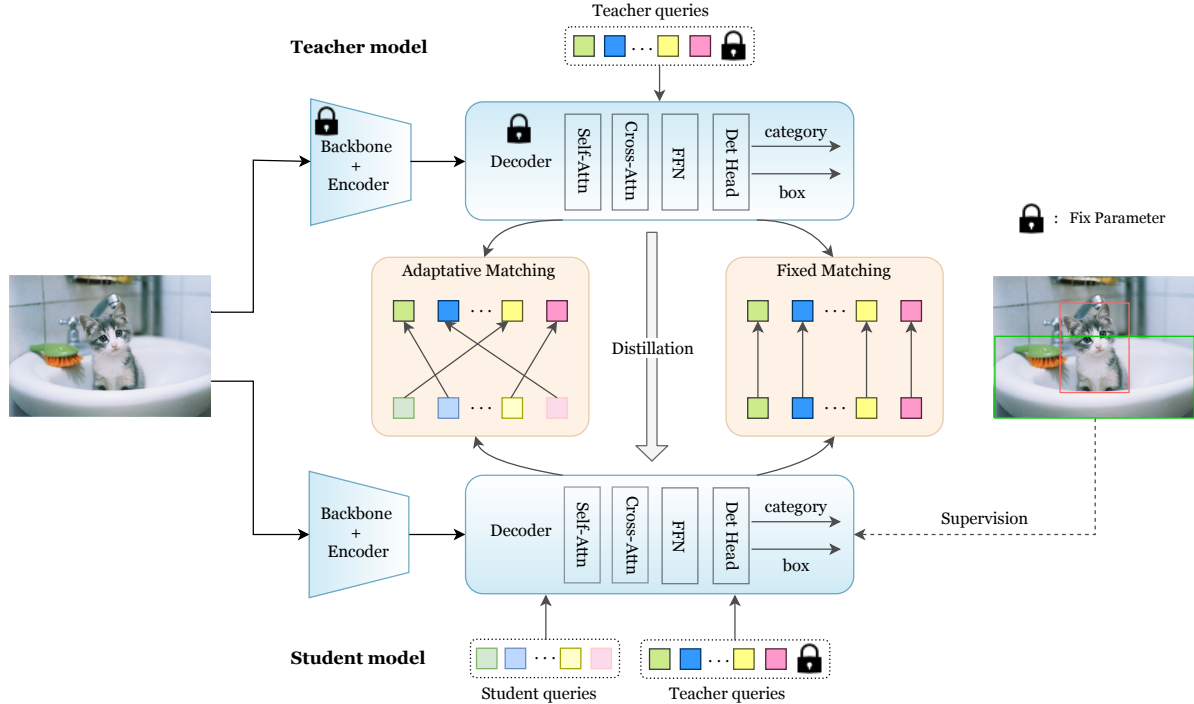 Teacher queries
Teacher model
...
Backbone
+
Encoder
Decoder
Self-Attn
Cross-Attn
FFN
Det Head
category
box
: Fix Parameter
Adaptative Matching
...
...
Distillation
Fixed Matching
...
...
Backbone
+
Encoder
Decoder
Self-Attn
Cross-Attn
FFN
Det Head
category
box
Supervision
Student model
...
Student queries
...
Teacher queries